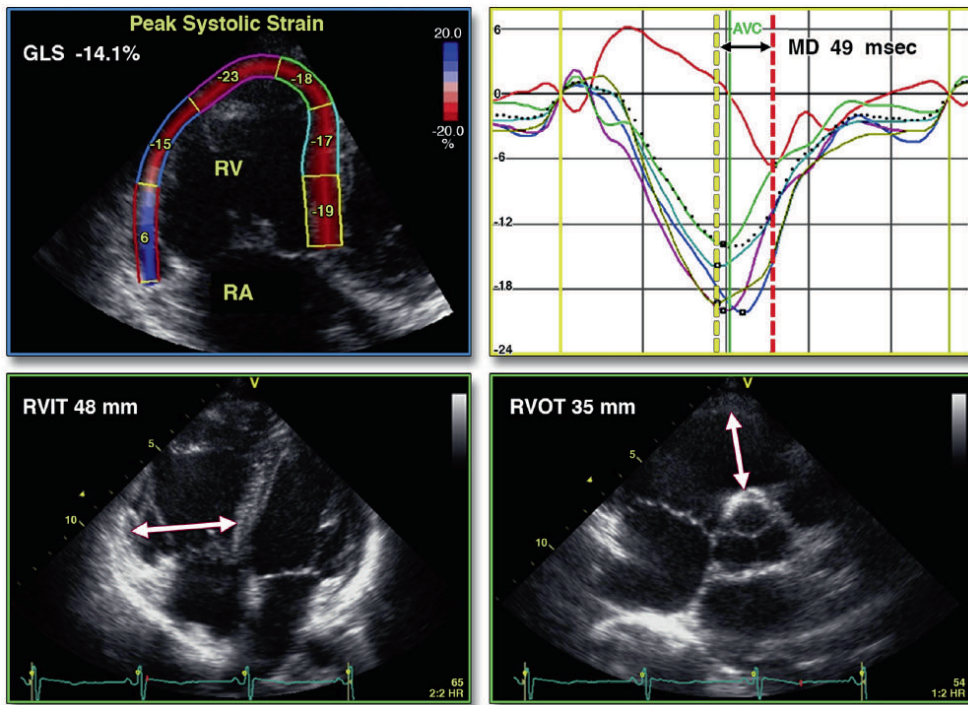 Peak Systolic Strain
GLS -14.1%
20.0
-20.0
%
-23
-18
-15
-17
-19
6
RV
RA
6
0
-6
-12
-18
-24
AVC
MD 49 msec
RVIT 48 mm
V
5
10
65
2:2 HR
RVOT 35 mm
V
5
10
54
1:2 HR